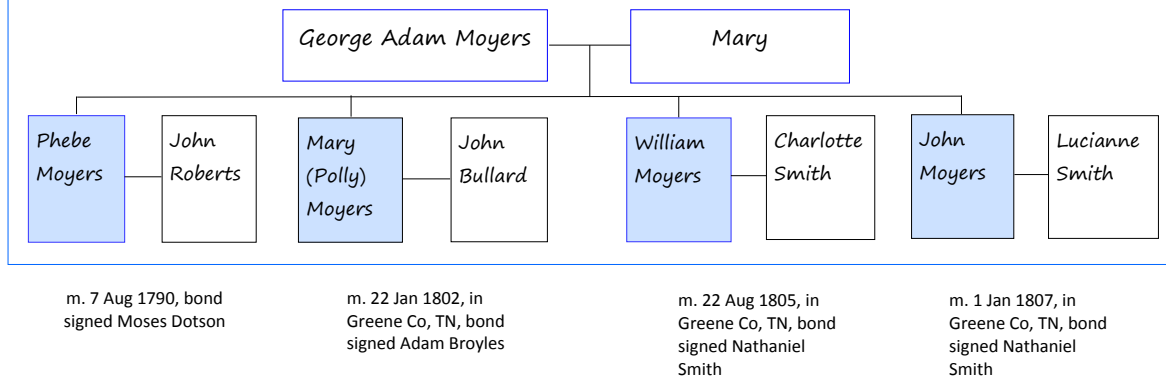 George Adam Moyers
Mary
Phebe
Moyers
John
Roberts
Mary
(Polly)
Moyers
John
Bullard
William
Moyers
Charlotte
Smith
John
Moyers
Lucianne
Smith
m. 7 Aug 1790, bond
signed Moses Dotson
m. 22 Jan 1802, in
Greene Co, TN, bond
signed Adam Broyles
m. 22 Aug 1805, in
Greene Co, TN, bond
signed Nathaniel
Smith
m. 1 Jan 1807, in
Greene Co, TN, bond
signed Nathaniel
Smith